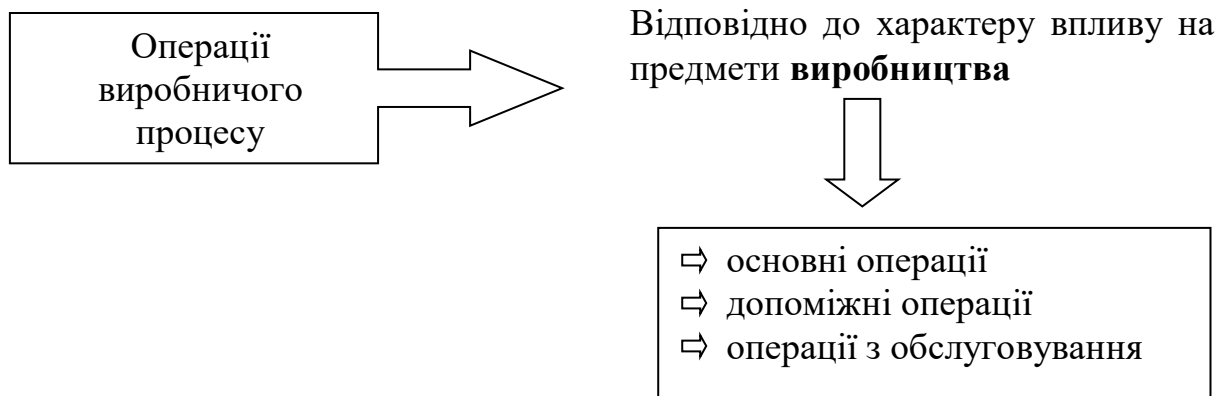 Операції
виробничого
процесу
Відповідно до характеру впливу на
предмети виробництва
основні операції
допоміжні операції
операції з обслуговування